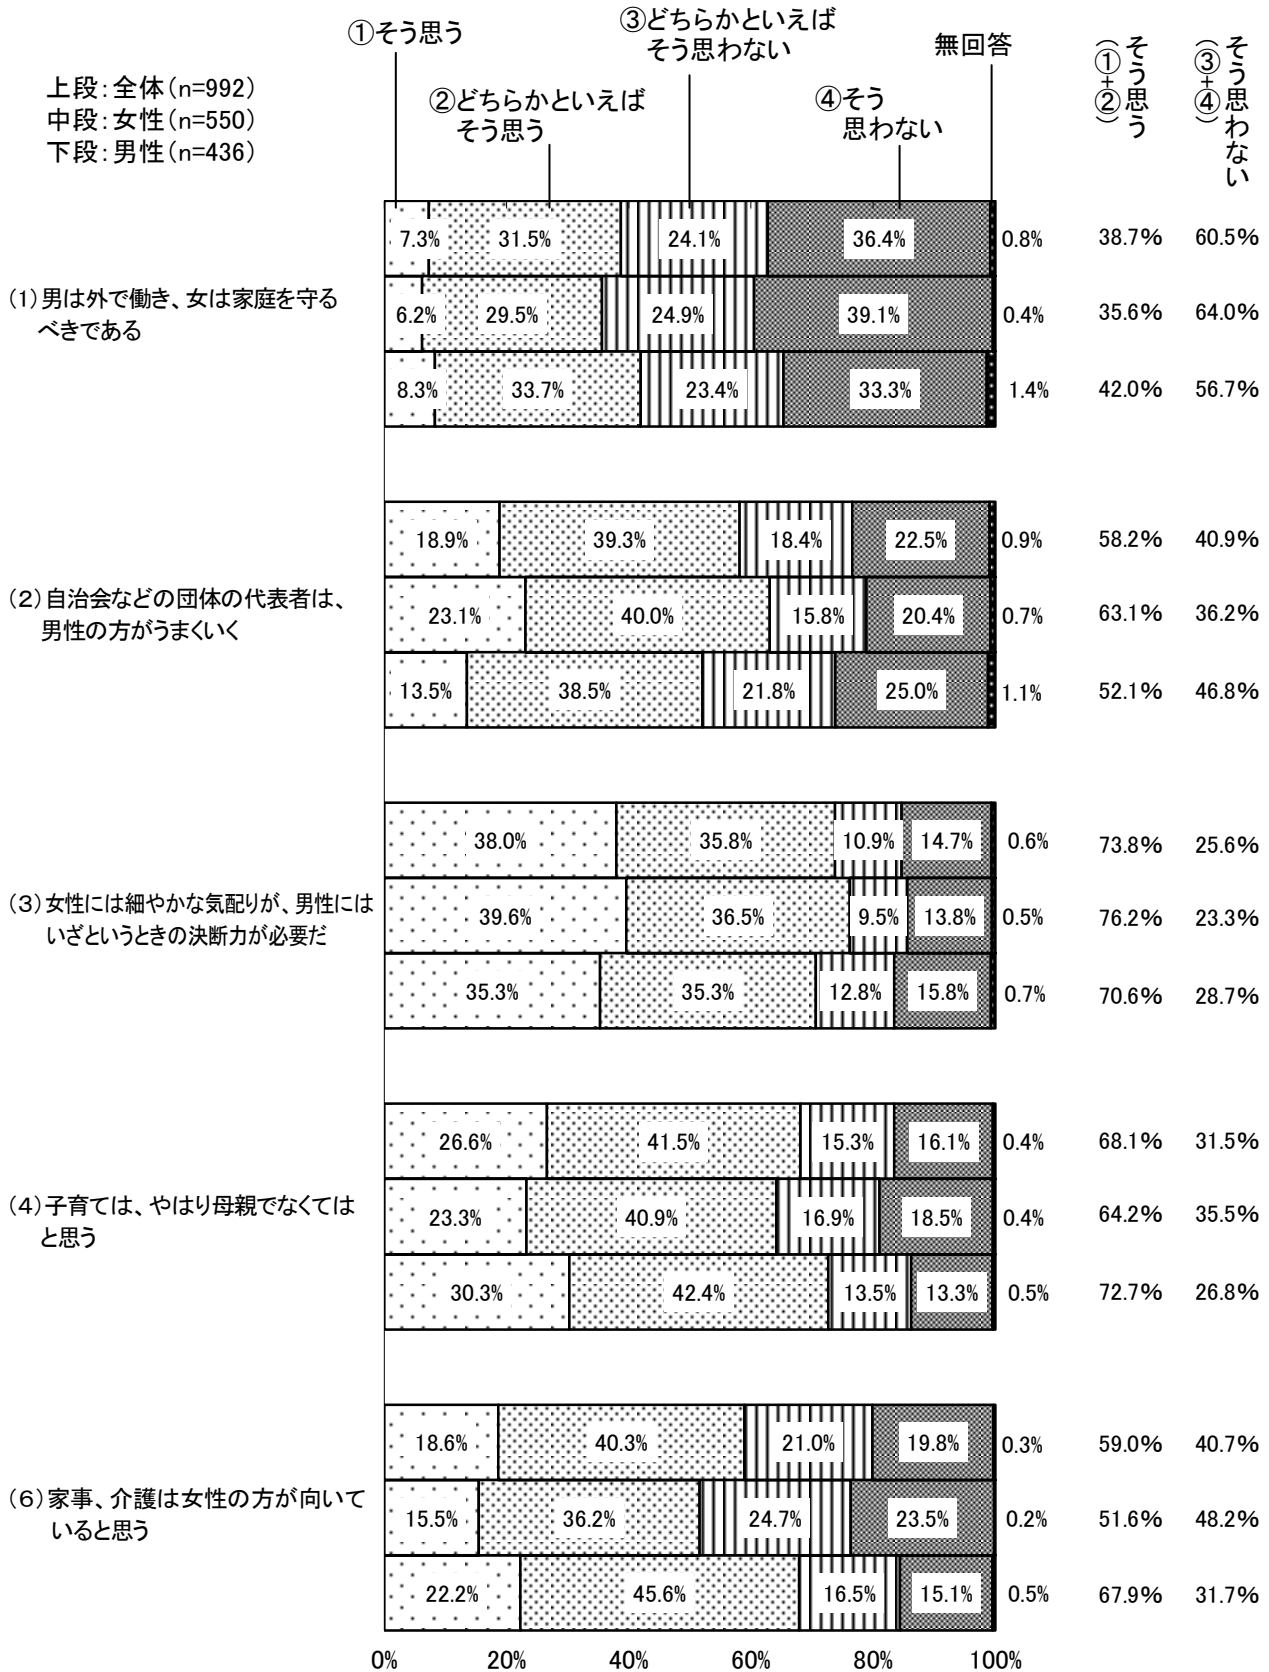 ①そう思う
③どちらかといえば
そう思わない
無回答
そう思う
(①+②)
そう思わない
(③+④)
上段：全体(n=992)
中段：女性(n=550)
下段：男性(n=436)
②どちらかといえば
そう思う
④そう
思わない
7.3% 31.5% 24.1% 36.4% 0.8% 38.7% 60.5%
(1)男は外で働き、女は家庭を守る
べきである
6.2% 29.5% 24.9% 39.1% 0.4% 35.6% 64.0%
8.3% 33.7% 23.4% 33.3% 1.4% 42.0% 56.7%
18.9% 39.3% 18.4% 22.5% 0.9% 58.2% 40.9%
(2)自治会などの団体の代表者は、
男性の方がうまくいく
23.1% 40.0% 15.8% 20.4% 0.7% 63.1% 36.2%
13.5% 38.5% 21.8% 25.0% 1.1% 52.1% 46.8%
38.0% 35.8% 10.9% 14.7% 0.6% 73.8% 25.6%
(3)女性には細やかな気配りが、男性には
いざというときの決断力が必要だ
39.6% 36.5% 9.5% 13.8% 0.5% 76.2% 23.3%
35.3% 35.3% 12.8% 15.8% 0.7% 70.6% 28.7%
26.6% 41.5% 15.3% 16.1% 0.4% 68.1% 31.5%
(4)子育ては、やはり母親でなくては
と思う
23.3% 40.9% 16.9% 18.5% 0.4% 64.2% 35.5%
30.3% 42.4% 13.5% 13.3% 0.5% 72.7% 26.8%
18.6% 40.3% 21.0% 19.8% 0.3% 59.0% 40.7%
(6)家事、介護は女性の方が向いて
いると思う
15.5% 36.2% 24.7% 23.5% 0.2% 51.6% 48.2%
22.2% 45.6% 16.5% 15.1% 0.5% 67.9% 31.7%
0% 20% 40% 60% 80% 100%